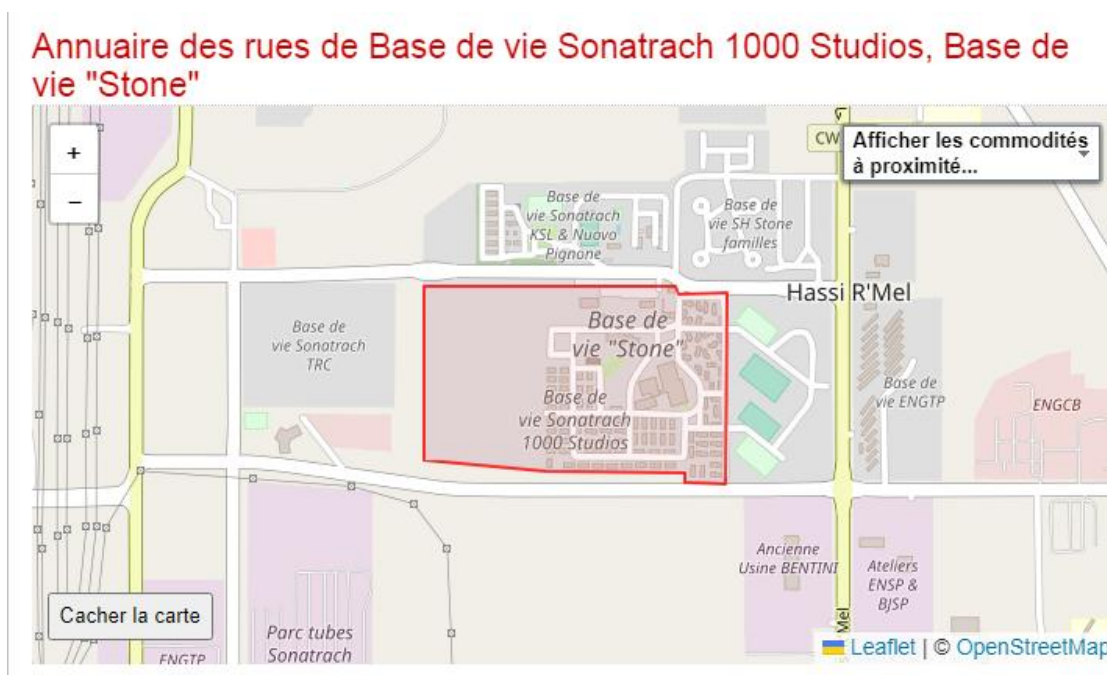 Annuaire des rues de Base de vie Sonatrach 1000 Studios, Base de
vie "Stone"
+
−
CW
Afficher les commodités
à proximité...
Base de
vie Sonatrach
KSL & Nuovo
Pignone
Base de
vie SH Stone
familles
Hassi R'Mel
Base de
vie Sonatrach
TRC
Base de
vie "Stone"
Base de
vie Sonatrach
1000 Studios
Base de
vie ENGTP
ENGCB
Ancienne
Usine BENTINI
Ateliers
ENSP &
BJSP
Cacher la carte
Parc tubes
Sonatrach
ENGTP
Mel
Leaflet | © OpenStreetMap